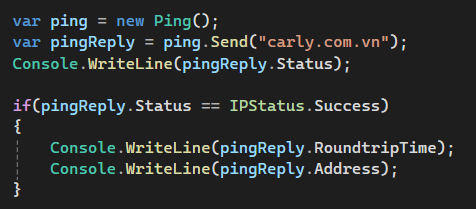 var ping = new Ping();
var pingReply = ping.Send("carly.com.vn");
Console.WriteLine(pingReply.Status);

if(pingReply.Status == IPStatus.Success)
{
    Console.WriteLine(pingReply.RoundtripTime);
    Console.WriteLine(pingReply.Address);
}